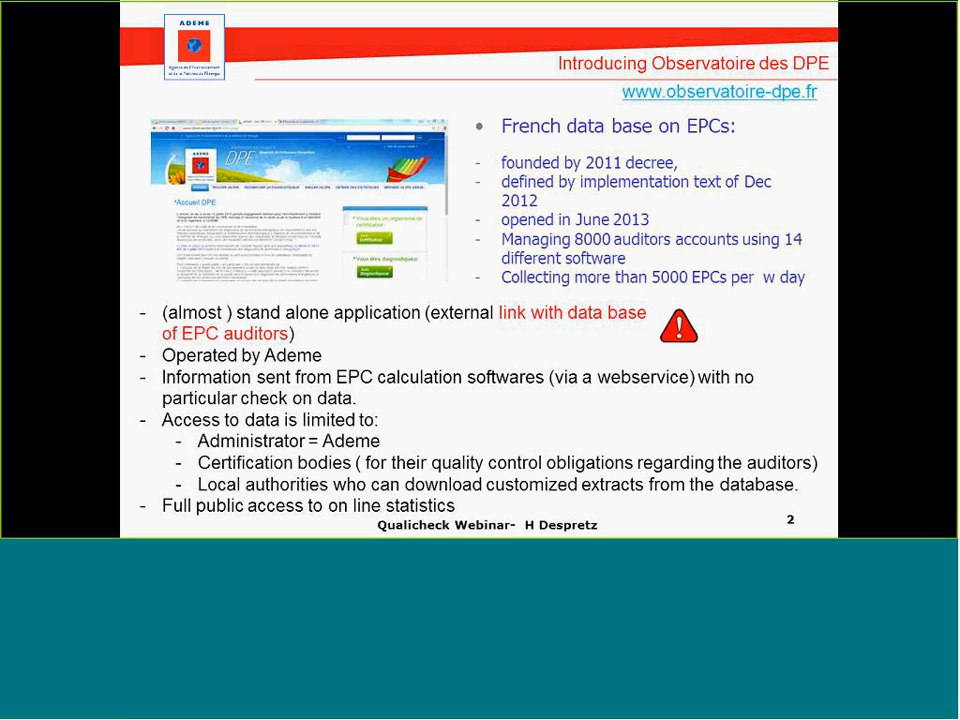 ADEME
Introducing Observatoire des DPE
www.observatoire-dpe.fr
DPE
*Accueil DPE
• French data base on EPCs:
- founded by 2011 decree,
- defined by implementation text of Dec
2012
- opened in June 2013
- Managing 8000 auditors accounts using 14
different software
- Collecting more than 5000 EPCs per w day
- (almost ) stand alone application (external link with data base
of EPC auditors)
- Operated by Ademe
- Information sent from EPC calculation softwares (via a webservice) with no
particular check on data.
- Access to data is limited to:
- Administrator = Ademe
- Certification bodies ( for their quality control obligations regarding the auditors)
- Local authorities who can download customized extracts from the database.
- Full public access to on line statistics
Qualicheck Webinar- H Despretz
2